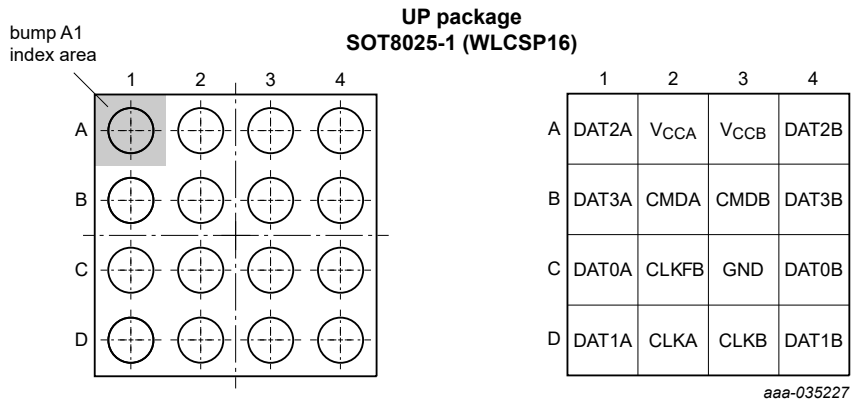 UP package
SOT8025-1 (WLCSP16)
bump A1
index area
1 2 3 4
A
B
C
D
1 2 3 4
A DAT2A VCCA VCCB DAT2B
B DAT3A CMDA CMDB DAT3B
C DAT0A CLKFB GND DAT0B
D DAT1A CLKA CLKB DAT1B
aaa-035227